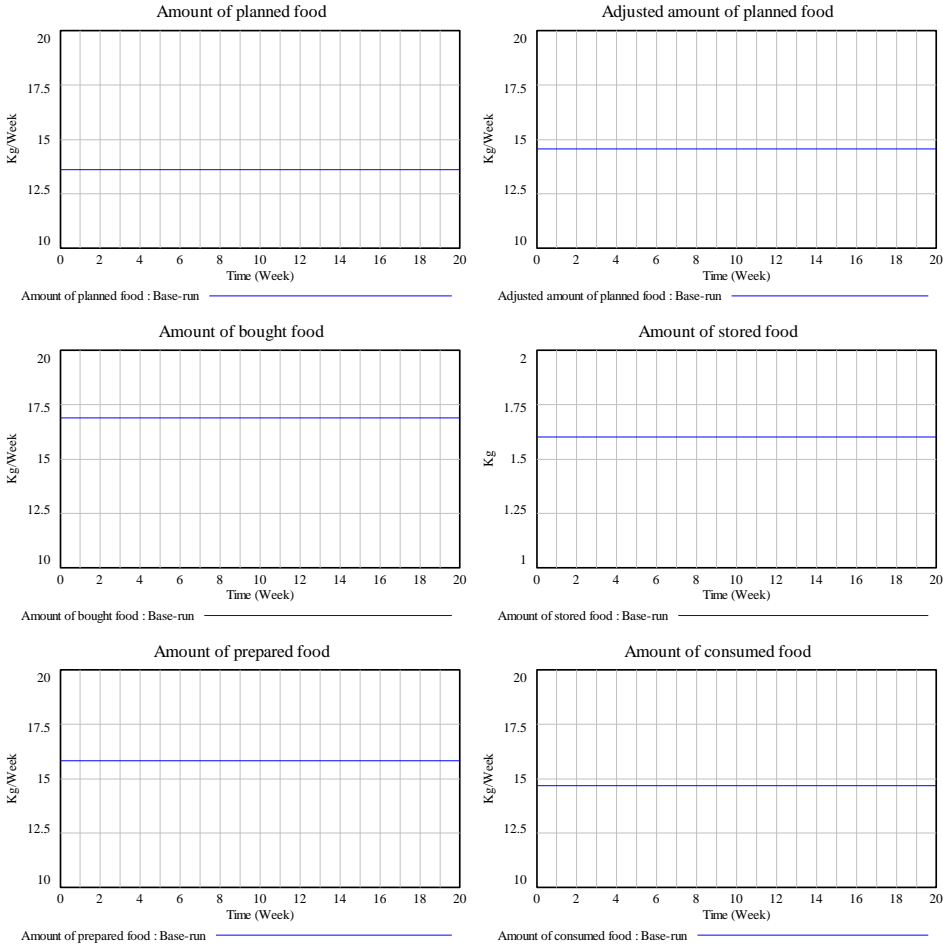 Amount of planned food
20
17.5
15
12.5
10
Kg/Week
0 2 4 6 8 10 12 14 16 18 20
Time (Week)
Amount of planned food : Base-run
Adjusted amount of planned food
20
17.5
15
12.5
10
Kg/Week
0 2 4 6 8 10 12 14 16 18 20
Time (Week)
Adjusted amount of planned food : Base-run
Amount of bought food
20
17.5
15
12.5
10
Kg/Week
0 2 4 6 8 10 12 14 16 18 20
Time (Week)
Amount of bought food : Base-run
Amount of stored food
2
1.75
1.5
1.25
1
Kg
0 2 4 6 8 10 12 14 16 18 20
Time (Week)
Amount of stored food : Base-run
Amount of prepared food
20
17.5
15
12.5
10
Kg/Week
0 2 4 6 8 10 12 14 16 18 20
Time (Week)
Amount of prepared food : Base-run
Amount of consumed food
20
17.5
15
12.5
10
Kg/Week
0 2 4 6 8 10 12 14 16 18 20
Time (Week)
Amount of consumed food : Base-run